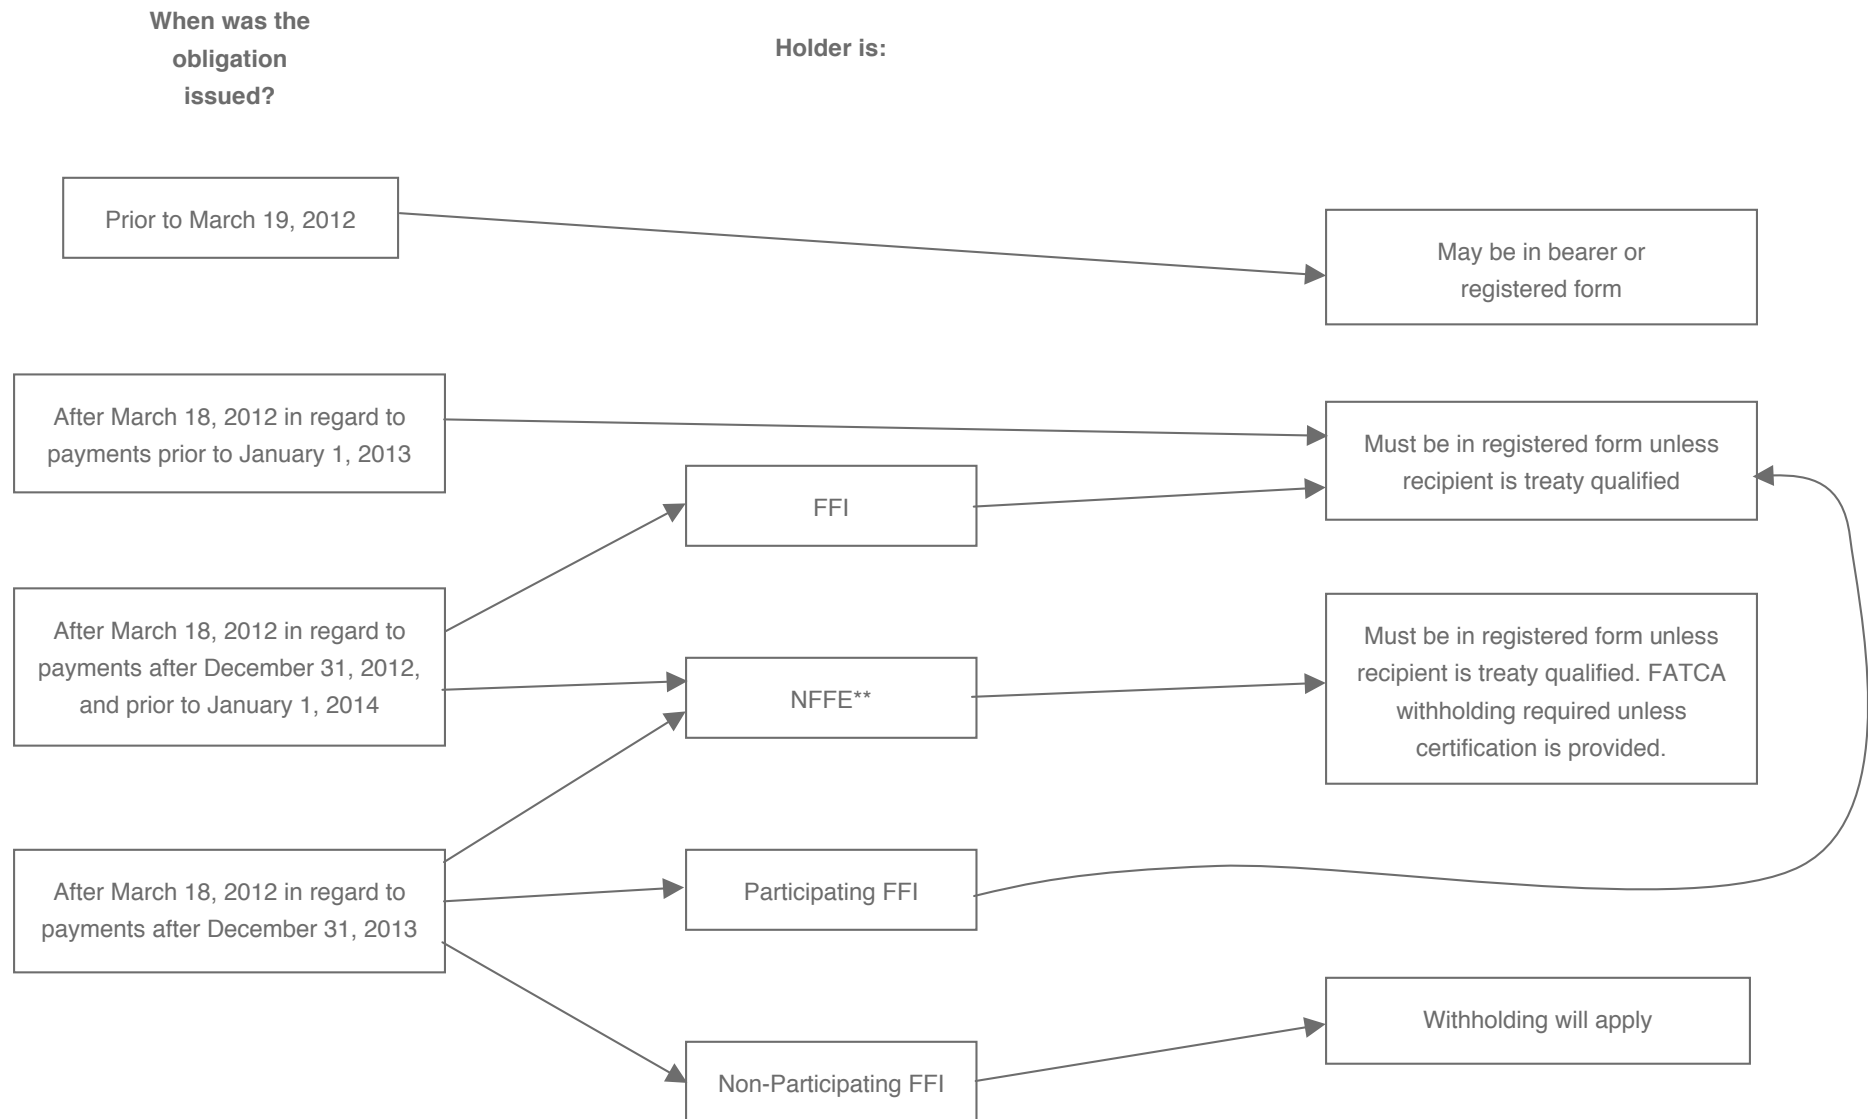 When was the
obligation
issued?
Holder is:
Prior to March 19, 2012
May be in bearer or
registered form
After March 18, 2012 in regard to
payments prior to January 1, 2013
Must be in registered form unless
recipient is treaty qualified
FFI
After March 18, 2012 in regard to
payments after December 31, 2012,
and prior to January 1, 2014
NFFE**
Must be in registered form unless
recipient is treaty qualified. FATCA
withholding required unless
certification is provided.
After March 18, 2012 in regard to
payments after December 31, 2013
Participating FFI
Withholding will apply
Non-Participating FFI